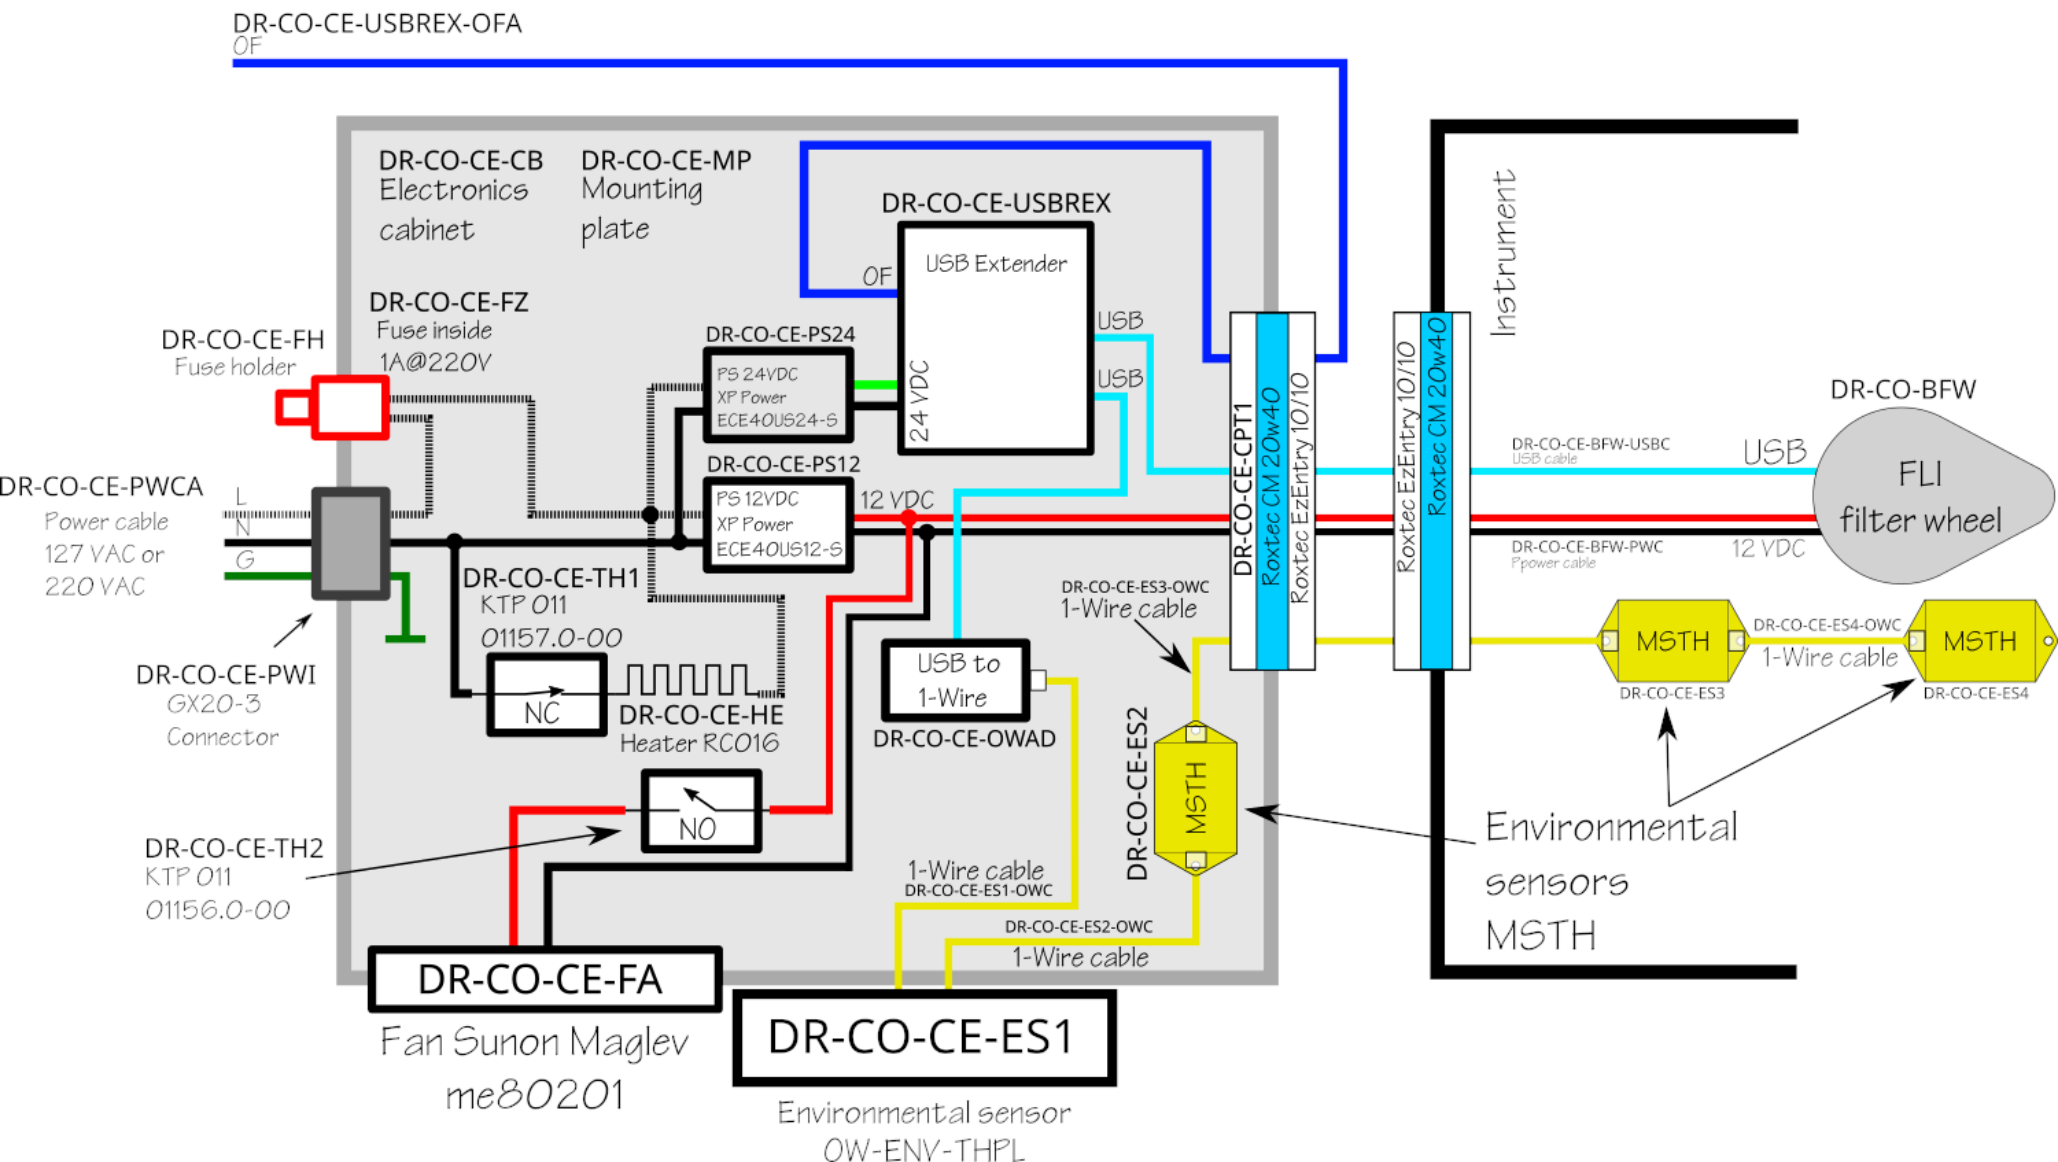 DR-CO-CE-USBREX-OFA
OF
DR-CO-CE-CB
Electronics
cabinet
DR-CO-CE-MP
Mounting
plate
DR-CO-CE-USBREX
USB Extender
OF
24 VDC
USB
USB
DR-CO-CE-FZ
Fuse inside
1A@220V
DR-CO-CE-FH
Fuse holder
DR-CO-CE-PS24
PS 24VDC
XP Power
ECE40US24-S
DR-CO-CE-PS12
PS 12VDC
XP Power
ECE40US12-S
12 VDC
DR-CO-CE-PWCA
Power cable
127 VAC or
220 VAC
L
N
G
DR-CO-CE-PWI
GX20-3
Connector
DR-CO-CE-TH1
KTP 011
01157.0-00
NC
DR-CO-CE-HE
Heater RC016
NO
DR-CO-CE-TH2
KTP 011
01156.0-00
USB to
1-Wire
DR-CO-CE-OWAD
DR-CO-CE-ES3-OWC
1-Wire cable
DR-CO-CE-ES2
MSTH
1-Wire cable
DR-CO-CE-ES1-OWC
DR-CO-CE-ES2-OWC
1-Wire cable
DR-CO-CE-FA
Fan Sunon Maglev
me80201
DR-CO-CE-ES1
Environmental sensor
OW-ENV-THPL
DR-CO-CE-CPT1
Roxtec CM 20w40
Roxtec EzEntry 10/10
Roxtec EzEntry 10/10
Roxtec CM 20w40
Instrument
DR-CO-BFW
FLI
filter wheel
DR-CO-CE-BFW-USBC
USB cable
USB
DR-CO-CE-BFW-PWC
Ppower cable
12 VDC
MSTH
DR-CO-CE-ES3
DR-CO-CE-ES4-OWC
1-Wire cable
MSTH
DR-CO-CE-ES4
Environmental
sensors
MSTH